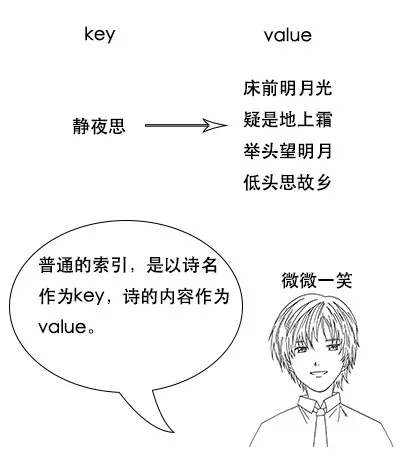 key
value
静夜思
床前明月光
疑是地上霜
举头望明月
低头思故乡
普通的索引，是以诗名
作为key，诗的内容作为
value。
微微一笑